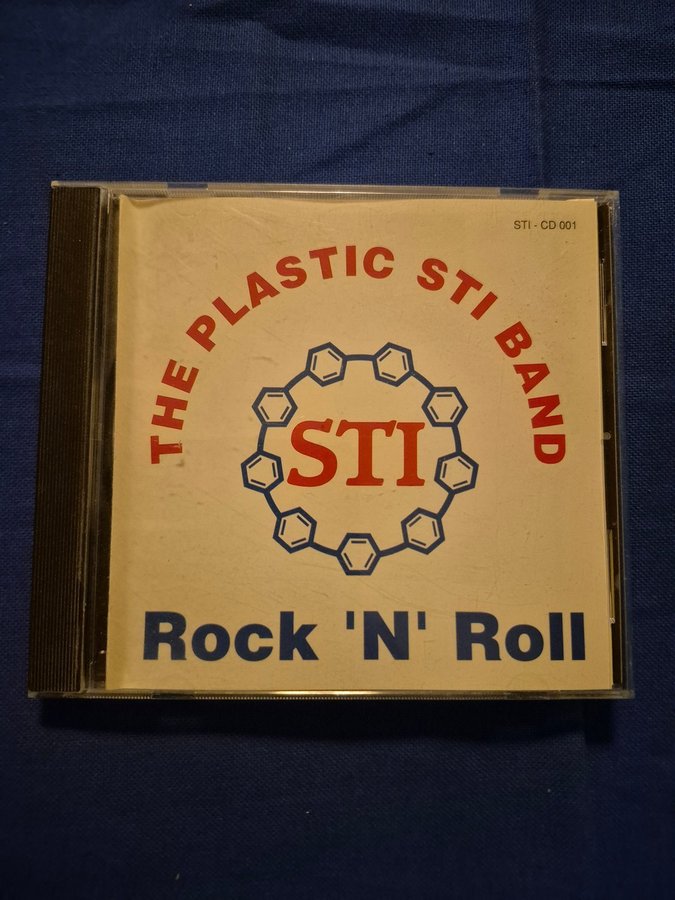 STI - CD 001
THE PLASTIC STI BAND
STI
Rock 'N' Roll